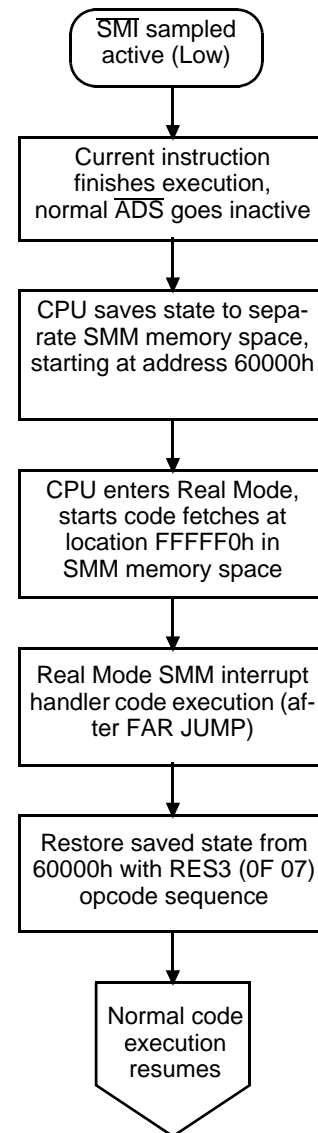 S̅M̅I̅ sampled
active (Low)
Current instruction
finishes execution,
normal A̅D̅S̅ goes inactive
CPU saves state to sepa-
rate SMM memory space,
starting at address 60000h
CPU enters Real Mode,
starts code fetches at
location FFFFF0h in
SMM memory space
Real Mode SMM interrupt
handler code execution (af-
ter FAR JUMP)
Restore saved state from
60000h with RES3 (0F 07)
opcode sequence
Normal code
execution
resumes